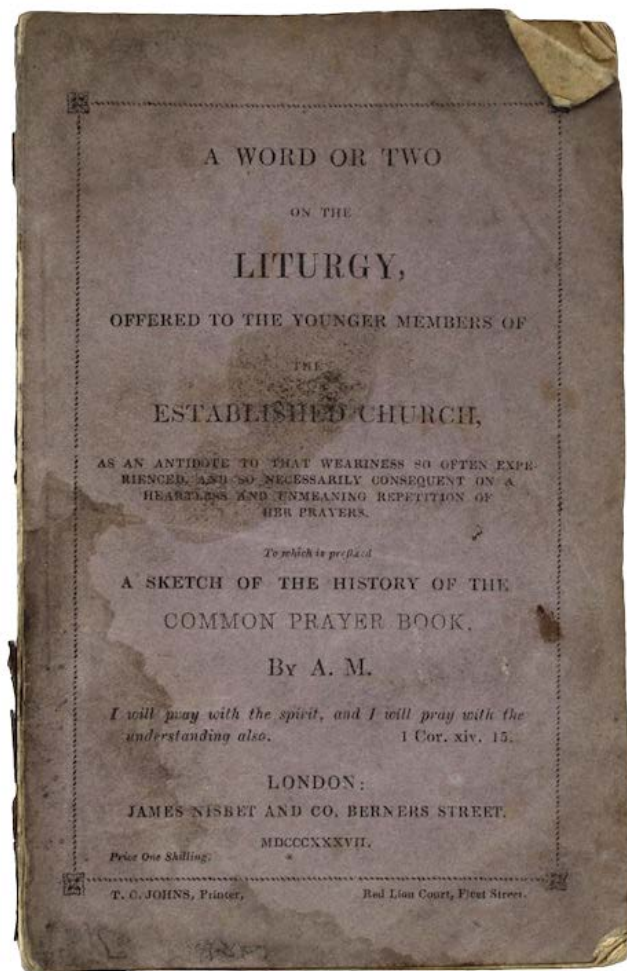 A WORD OR TWO
ON THE
LITURGY,
OFFERED TO THE YOUNGER MEMBERS OF
THE
ESTABLISHED CHURCH,
AS AN ANTIDOTE TO THAT WEARINESS SO OFTEN EXPE-
RIENCED, AND SO NECESSARILY CONSEQUENT ON A
HEARTLESS AND UNMEANING REPETITION OF
HER PRAYERS.
To which is prefixed
A SKETCH OF THE HISTORY OF THE
COMMON PRAYER BOOK.
BY A. M.
I will pray with the spirit, and I will pray with the
understanding also. 1 Cor. xiv. 15.
LONDON:
JAMES NISBET AND CO. BERNERS STREET.
MDCCCXXXVII.
Price One Shilling.
T. C. JOHNS, Printer, Red Lion Court, Fleet Street.